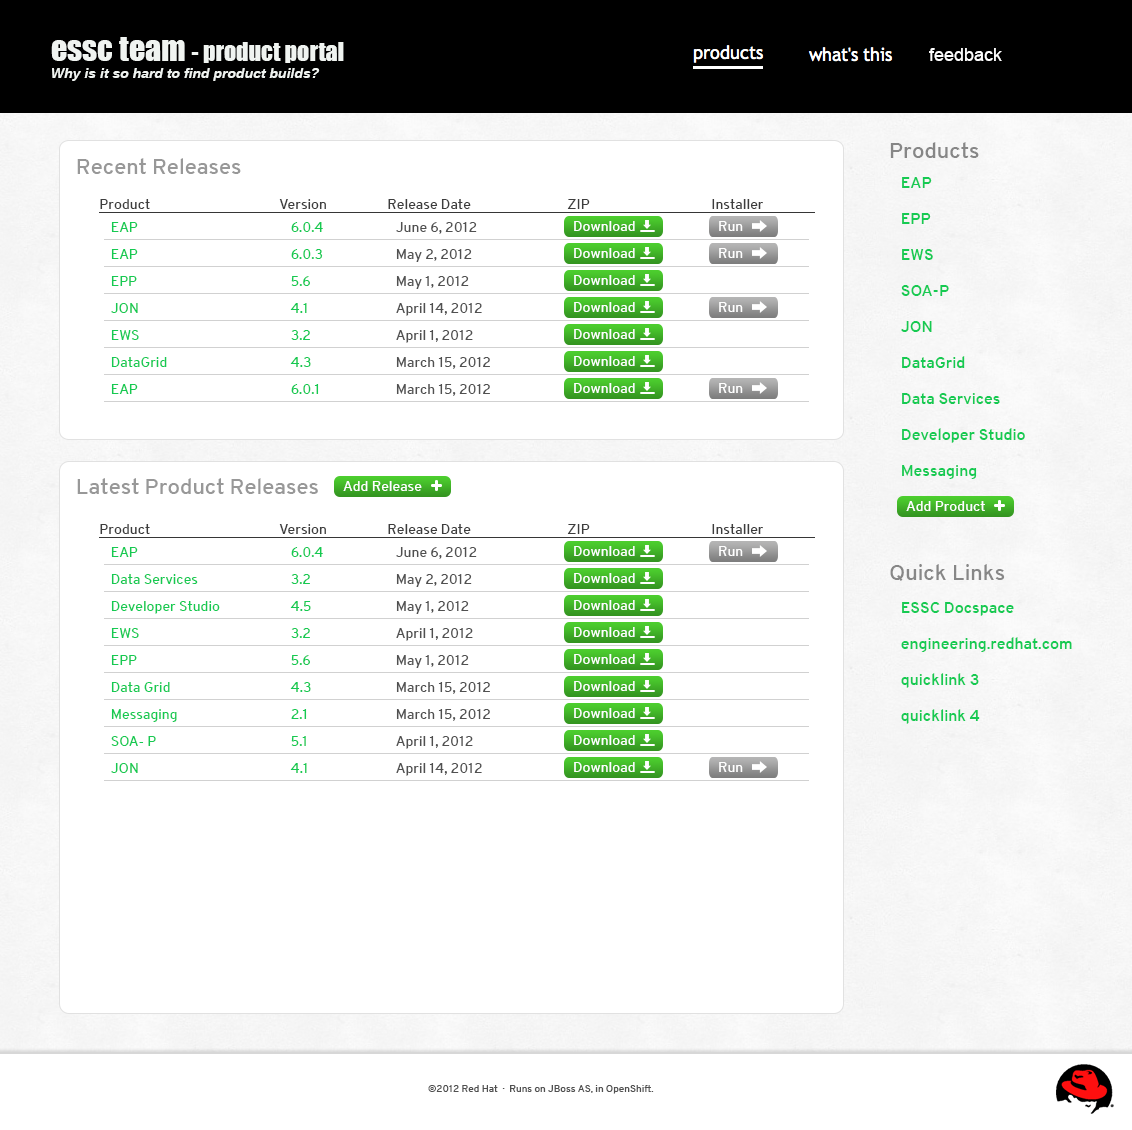 essc team - product portal
Why is it so hard to find product builds?
products what's this feedback
Recent Releases
Product Version Release Date ZIP Installer
EAP 6.0.4 June 6, 2012 Download Run
EAP 6.0.3 May 2, 2012 Download Run
EPP 5.6 May 1, 2012 Download
JON 4.1 April 14, 2012 Download Run
EWS 3.2 April 1, 2012 Download
DataGrid 4.3 March 15, 2012 Download
EAP 6.0.1 March 15, 2012 Download Run
Latest Product Releases Add Release
Product Version Release Date ZIP Installer
EAP 6.0.4 June 6, 2012 Download Run
Data Services 3.2 May 2, 2012 Download
Developer Studio 4.5 May 1, 2012 Download
EWS 3.2 April 1, 2012 Download
EPP 5.6 May 1, 2012 Download
Data Grid 4.3 March 15, 2012 Download
Messaging 2.1 March 15, 2012 Download
SOA- P 5.1 April 1, 2012 Download
JON 4.1 April 14, 2012 Download Run
Products
EAP
EPP
EWS
SOA-P
JON
DataGrid
Data Services
Developer Studio
Messaging
Add Product
Quick Links
ESSC Docspace
engineering.redhat.com
quicklink 3
quicklink 4
©2012 Red Hat · Runs on JBoss AS, in OpenShift.